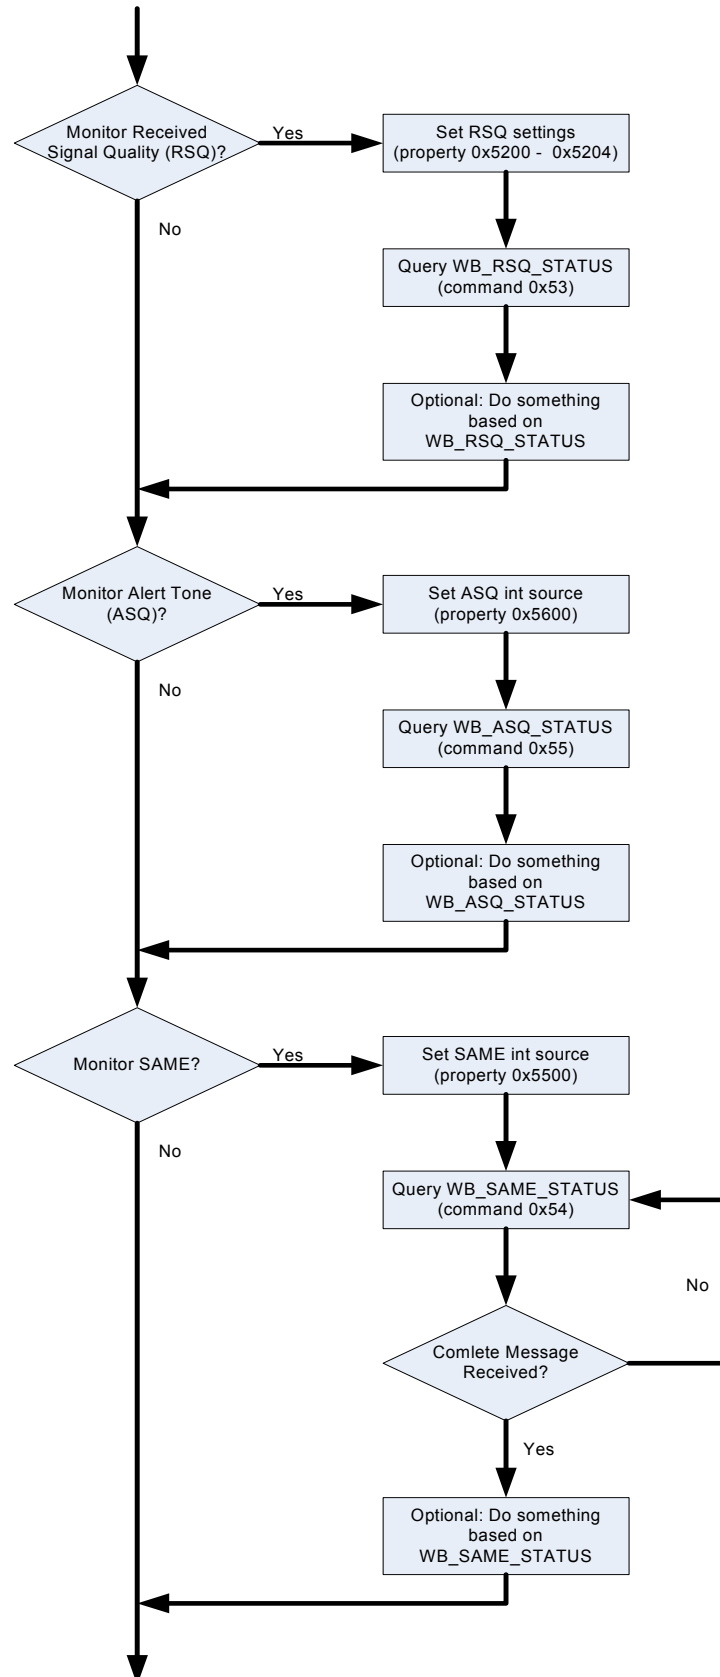 Monitor Received
Signal Quality (RSQ)?
Yes
Set RSQ settings
(property 0x5200 -  0x5204)
No
Query WB_RSQ_STATUS
(command 0x53)
Optional: Do something
based on
WB_RSQ_STATUS
Monitor Alert Tone
(ASQ)?
Yes
Set ASQ int source
(property 0x5600)
No
Query WB_ASQ_STATUS
(command 0x55)
Optional: Do something
based on
WB_ASQ_STATUS
Monitor SAME?
Yes
Set SAME int source
(property 0x5500)
No
Query WB_SAME_STATUS
(command 0x54)
No
Comlete Message
Received?
Yes
Optional: Do something
based on
WB_SAME_STATUS